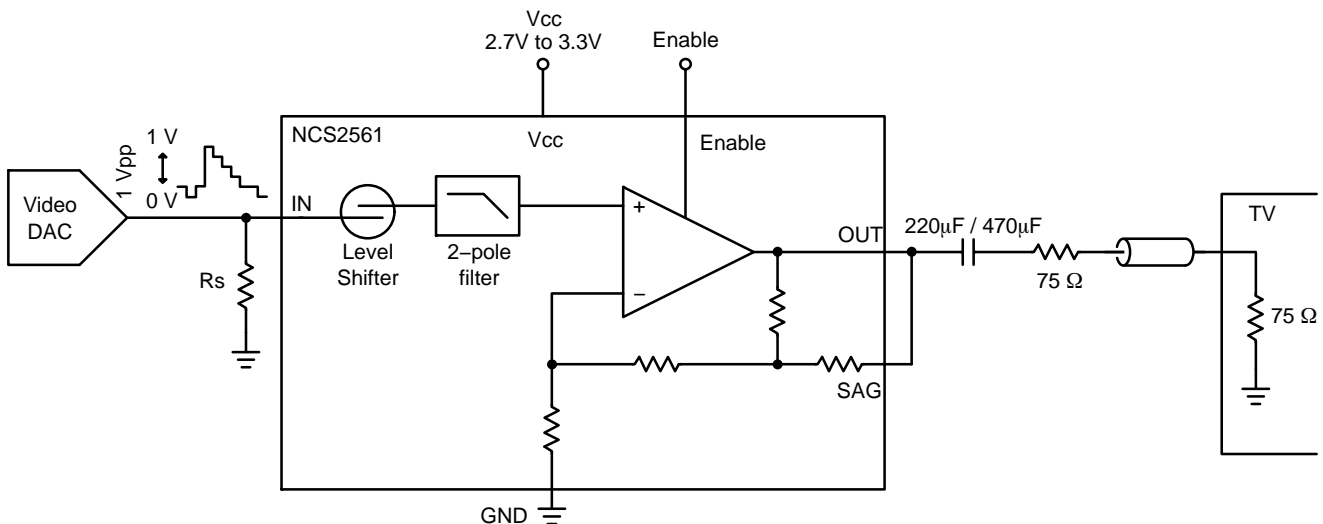 Vcc
2.7V to 3.3V
Enable
NCS2561
Vcc
Enable
1 Vpp
1 V
0 V
Video
DAC
IN
Level
Shifter
2–pole
filter
+
–
Rs
OUT
SAG
GND
220μF / 470μF
75 Ω
TV
75 Ω